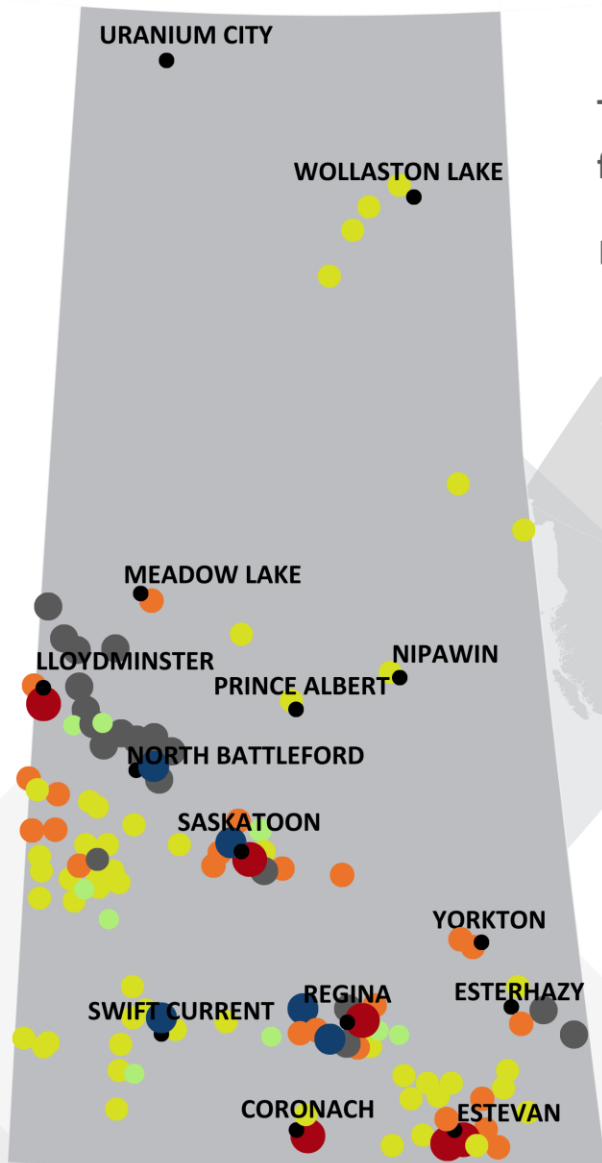 URANIUM CITY
WOLLASTON LAKE
MEADOW LAKE
LLOYDMINSTER
NIPAWIN
PRINCE ALBERT
NORTH BATTLEFORD
SASKATOON
YORKTON
ESTERHAZY
REGINA
SWIFT CURRENT
CORONACH
ESTEVAN